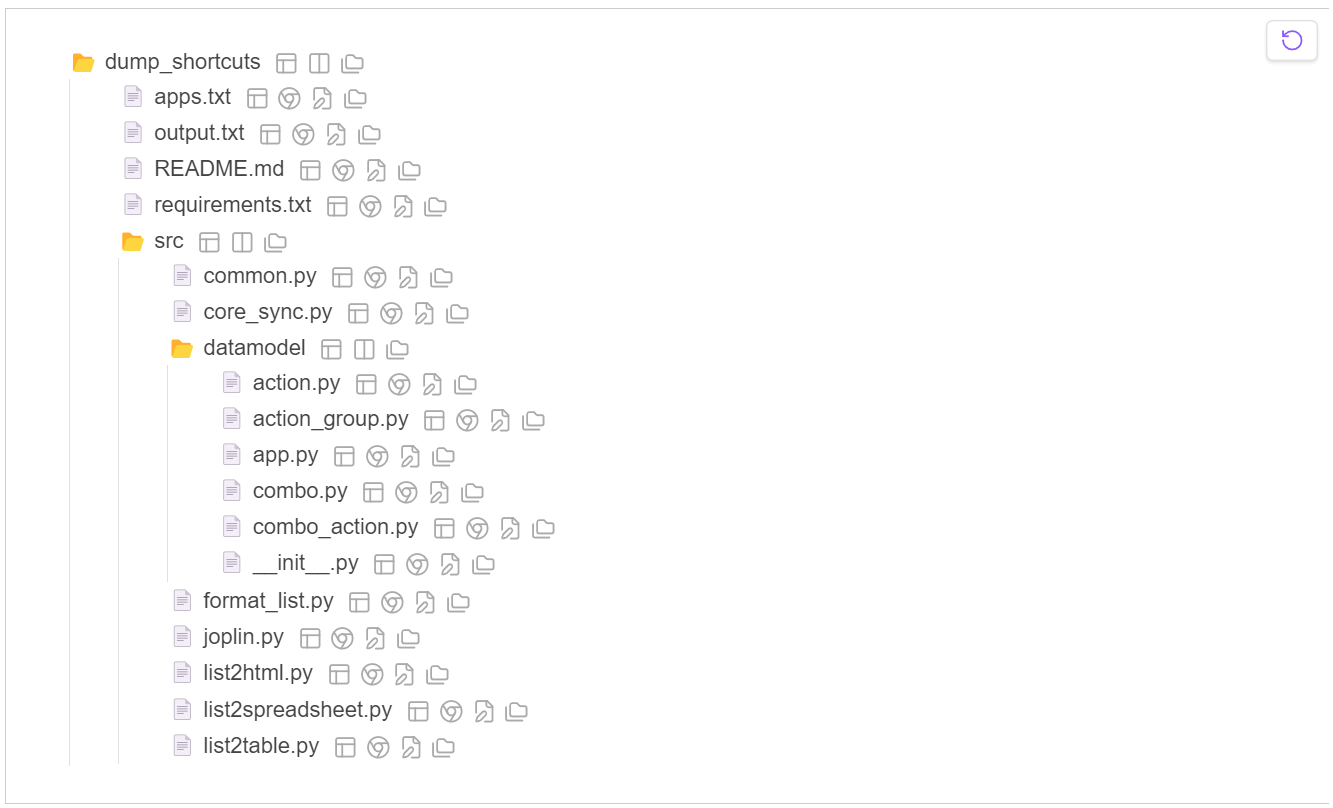 dump_shortcuts
apps.txt
output.txt
README.md
requirements.txt
src
common.py
core_sync.py
datamodel
action.py
action_group.py
app.py
combo.py
combo_action.py
__init__.py
format_list.py
joplin.py
list2html.py
list2spreadsheet.py
list2table.py